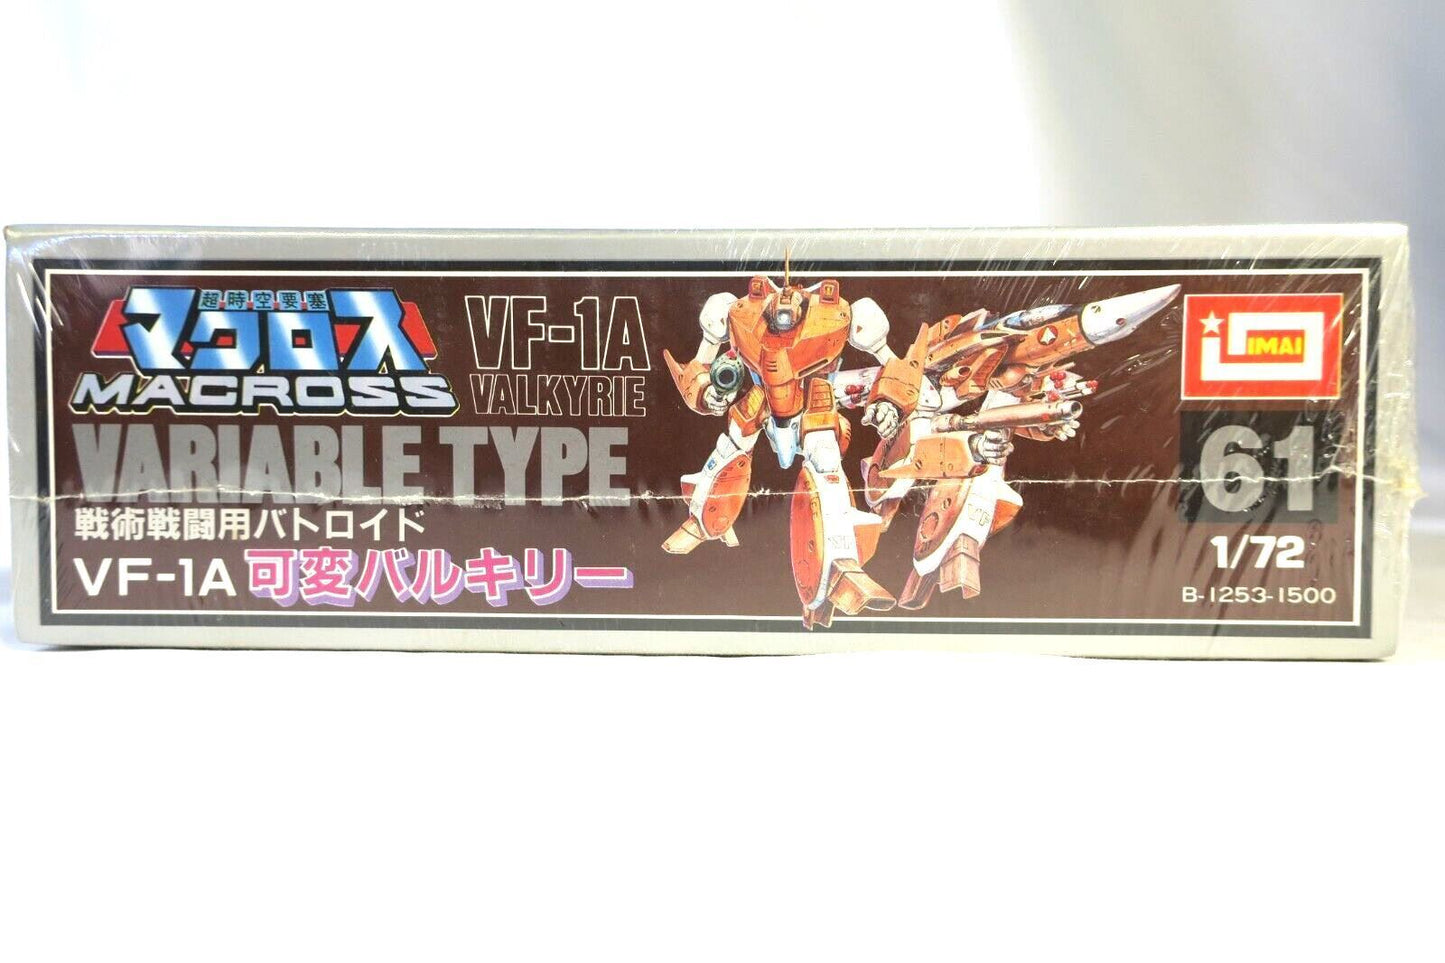 超時空要塞
マクロス
MACROSS
VF-1A
VALKYRIE
VARIABLE TYPE
戦術戦闘用バトロイド
VF-1A 可変バルキリー
IMAI
61
1/72
B-1253-1500